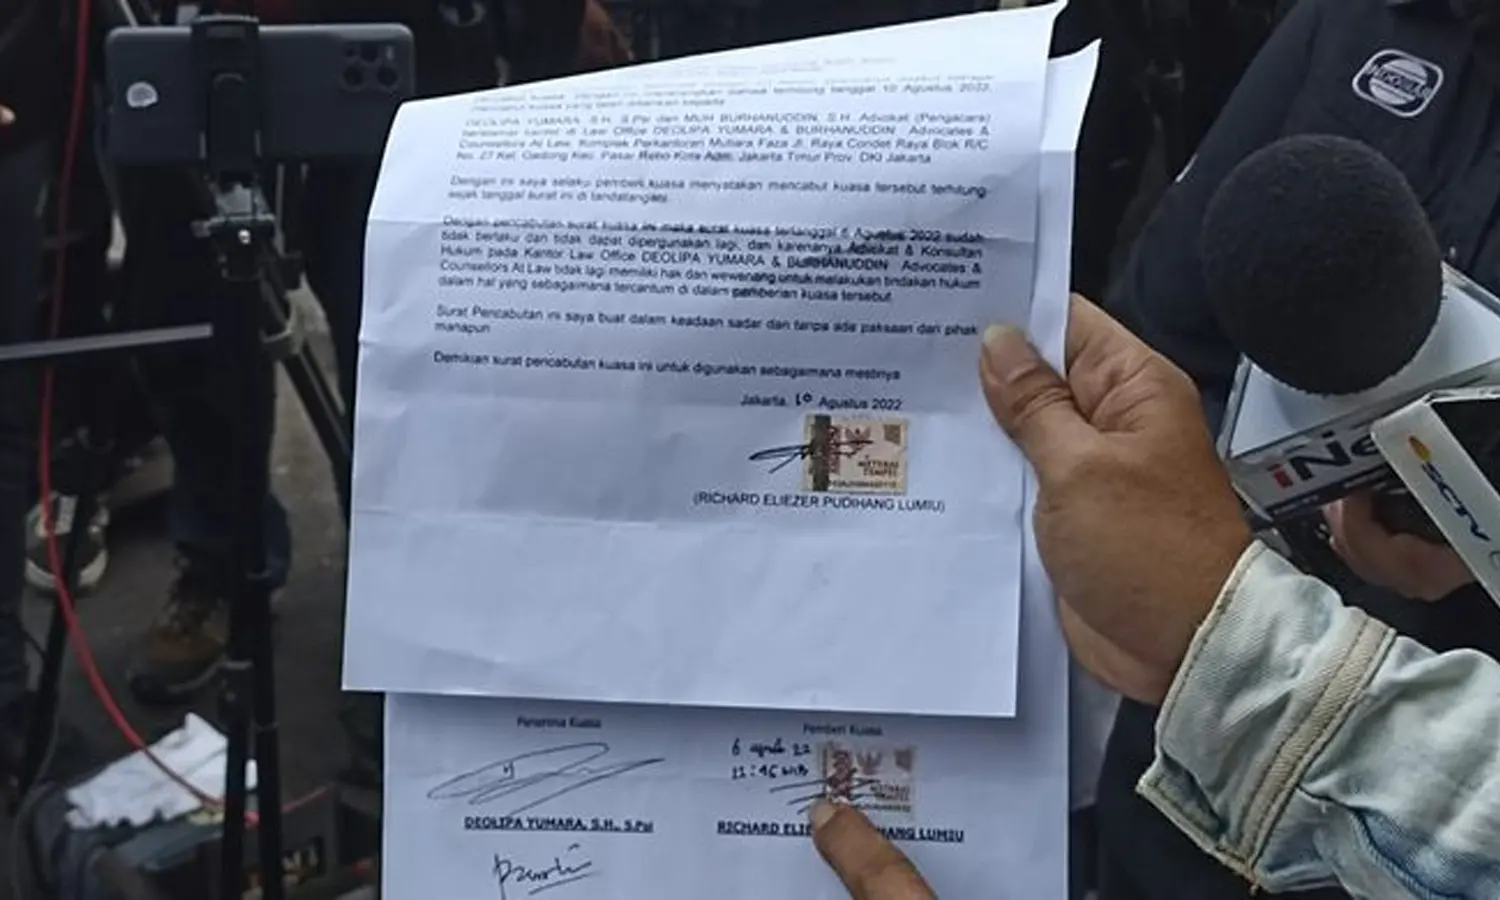 DEOLIPA YUMARA, S.H. S.Psi dan MUH BURHANUDDIN, S.H. Advokat (Pengacara)
beralamat kantor di Law Office DEOLIPA YUMARA & BURHANUDDIN Advocates &
Counsellors At Law, Komplek Perkantoran Mutiara Faza Jl. Raya Condet Raya Blok R/C
No. 27 Kel. Gedong Kec. Pasar Rebo Kota Adm. Jakarta Timur Prov. DKI Jakarta
Dengan ini saya selaku pemberi kuasa menyatakan mencabut kuasa tersebut terhitung
sejak tanggal surat ini di tandatangani.
Dengan pencabutan surat kuasa ini maka surat kuasa tertanggal 6 Agustus 2022 sudah
tidak berlaku dan tidak dapat dipergunakan lagi, dan karenanya Advokat & Konsultan
Hukum pada Kantor Law Office DEOLIPA YUMARA & BURHANUDDIN Advocates &
Counsellors At Law tidak lagi memiliki hak dan wewenang untuk melakukan tindakan hukum
dalam hal yang sebagaimana tercantum di dalam pemberian kuasa tersebut.
Surat Pencabutan ini saya buat dalam keadaan sadar dan tanpa ada paksaan dari pihak
manapun
Demikian surat pencabutan kuasa ini untuk digunakan sebagaimana mestinya
Jakarta, 10 Agustus 2022
METERAI
TEMPEL
(RICHARD ELIEZER PUDIHANG LUMIU)
Penerima Kuasa
Pemberi Kuasa
METERAI
TEMPEL
DEOLIPA YUMARA, S.H., S.Psi
RICHARD ELIE HANG LUMIU
iNe
SCTV